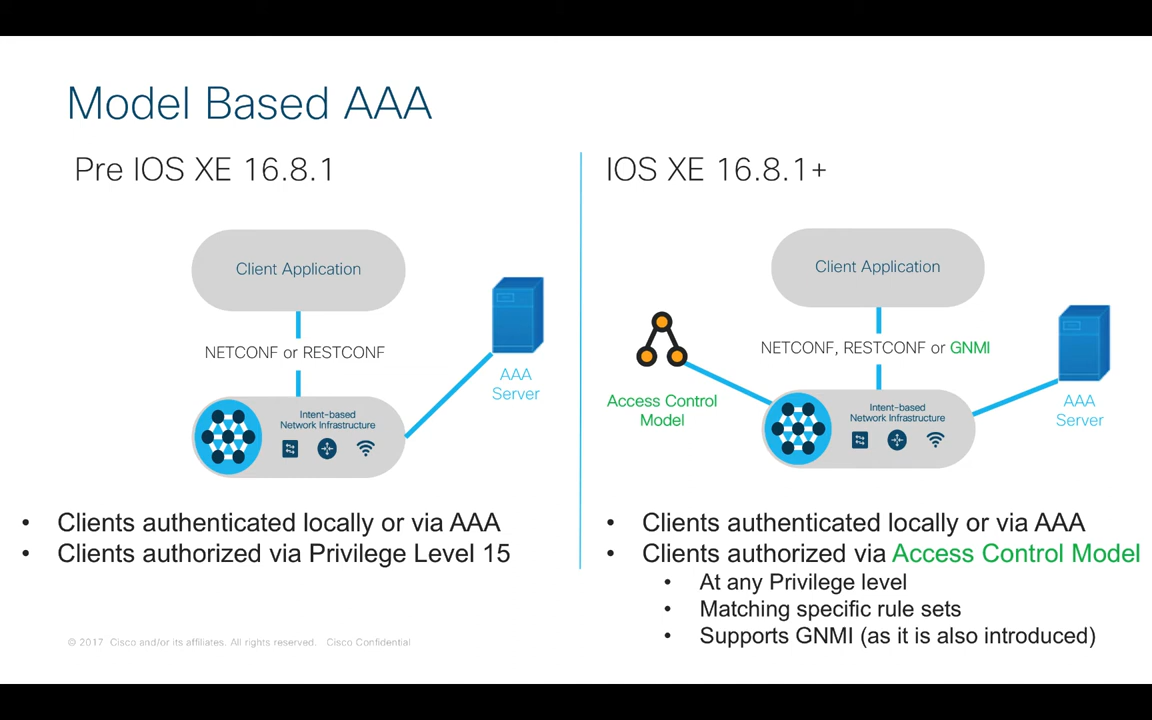 Model Based AAA
Pre IOS XE 16.8.1
Client Application
NETCONF or RESTCONF
AAA
Server
Intent-based
Network Infrastructure
• Clients authenticated locally or via AAA
• Clients authorized via Privilege Level 15
IOS XE 16.8.1+
Client Application
NETCONF, RESTCONF or GNMI
Access Control
Model
AAA
Server
Intent-based
Network Infrastructure
• Clients authenticated locally or via AAA
• Clients authorized via Access Control Model
• At any Privilege level
• Matching specific rule sets
• Supports GNMI (as it is also introduced)
© 2017 Cisco and/or its affiliates. All rights reserved. Cisco Confidential